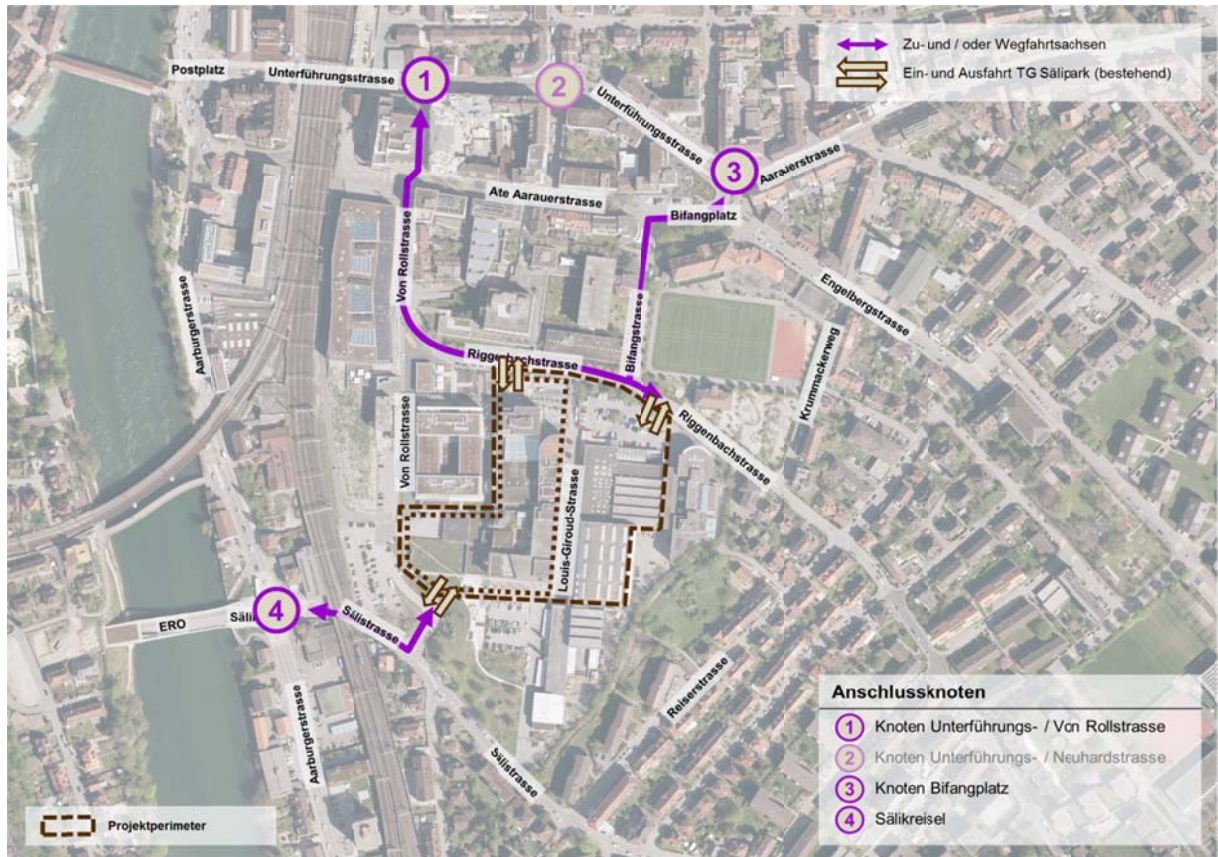 Zu- und / oder Wegfahrtsachsen
Ein- und Ausfahrt TG Sälipark (bestehend)
Postplatz
Unterführungsstrasse
1
2
Unterführungsstrasse
3
Aarauerstrasse
Ate Aarauerstrasse
Bifangplatz
Von Rollstrasse
Aarburgerstrasse
Bifangstrasse
Engelbergstrasse
Krummackerweg
Riggenbachstrasse
Riggenbachstrasse
Von Rollstrasse
Louis-Giroud-Strasse
ERO
Säli
4
Sälistrasse
Aarburgerstrasse
Reiserstrasse
Sälistrasse
Projektperimeter
Anschlussknoten
1 Knoten Unterführungs- / Von Rollstrasse
2 Knoten Unterführungs- / Neuhardstrasse
3 Knoten Bifangplatz
4 Sälikreisel